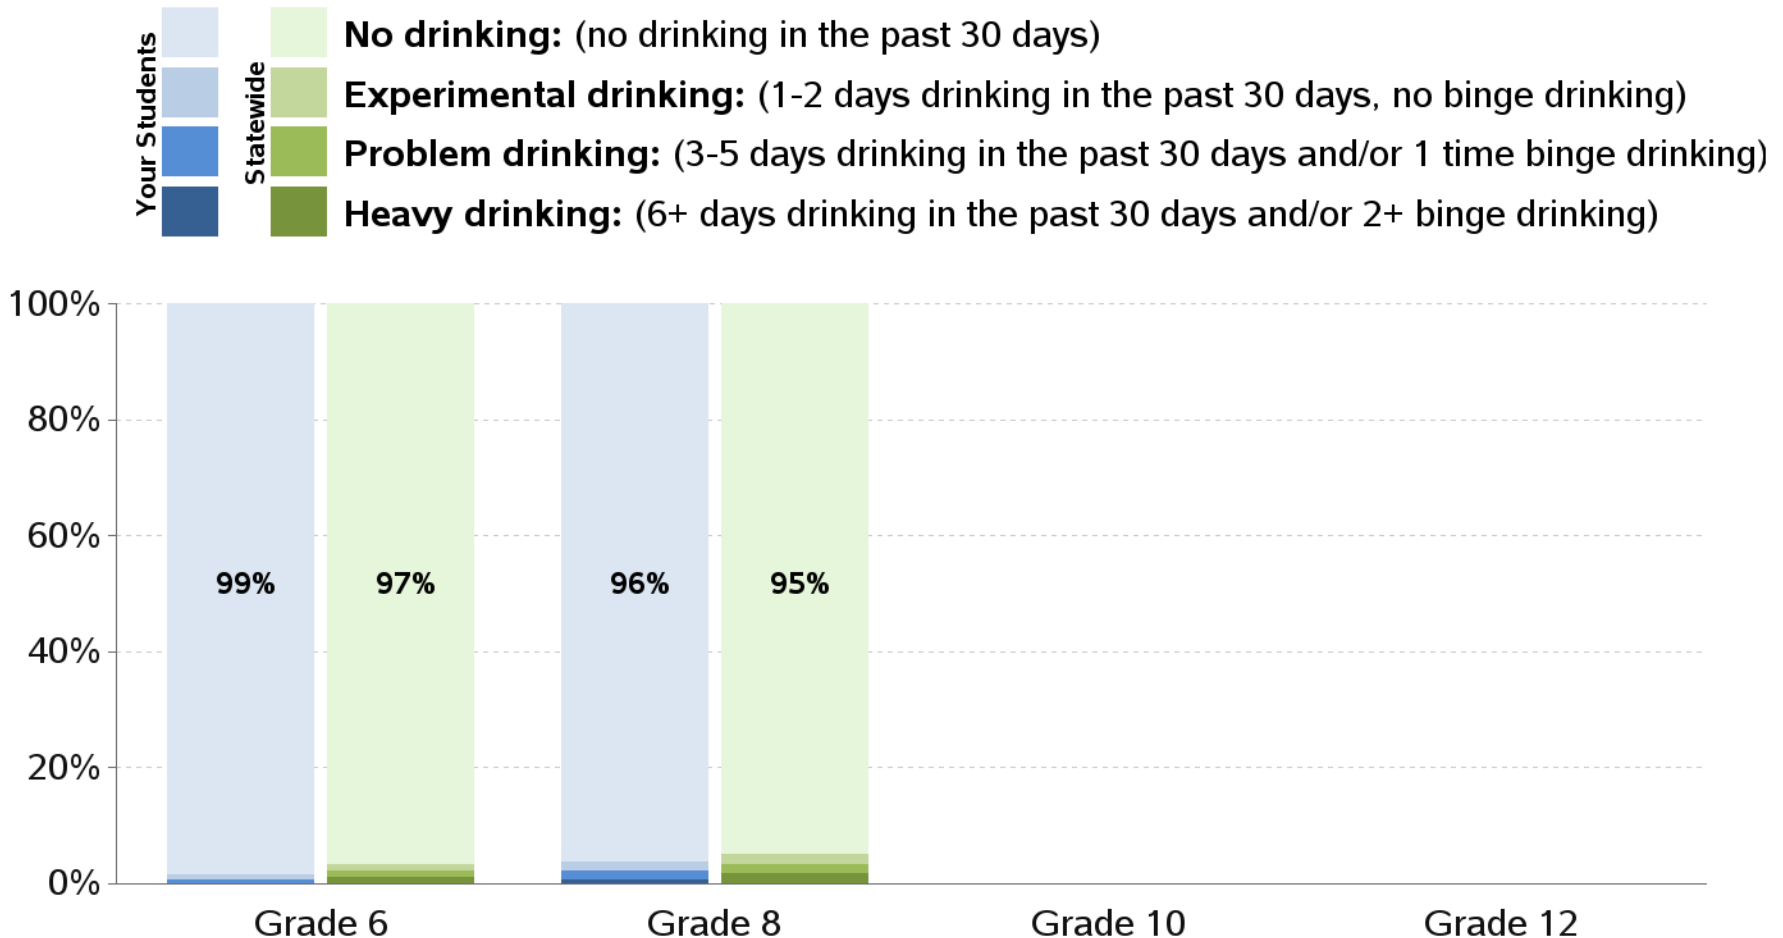 Your Students
Statewide
No drinking: (no drinking in the past 30 days)
Experimental drinking: (1-2 days drinking in the past 30 days, no binge drinking)
Problem drinking: (3-5 days drinking in the past 30 days and/or 1 time binge drinking)
Heavy drinking: (6+ days drinking in the past 30 days and/or 2+ binge drinking)
100%
80%
60%
99% 97% 96% 95%
40%
20%
0%
Grade 6 Grade 8 Grade 10 Grade 12